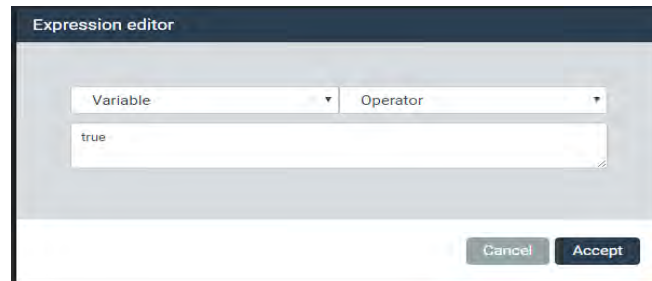 Expression editor
Variable Operator
true
Cancel Accept